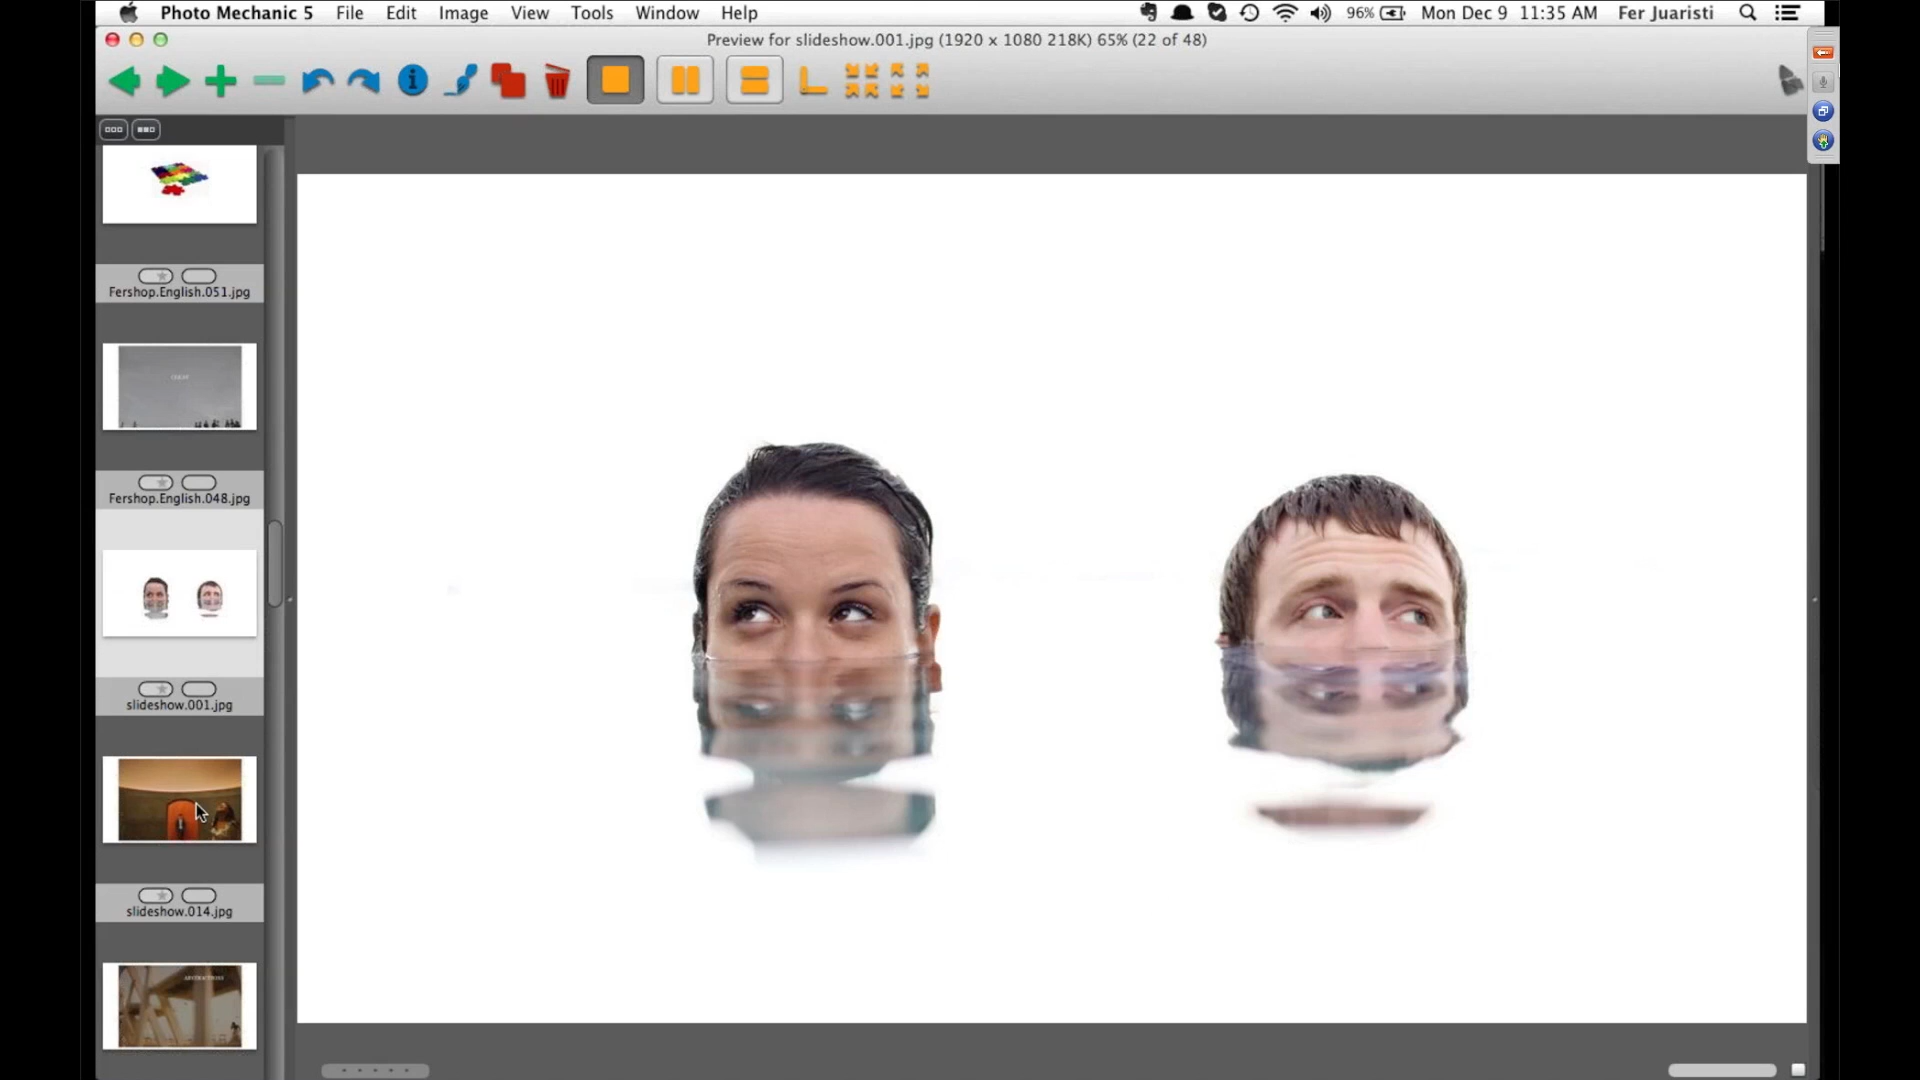 Photo Mechanic 5 File Edit Image View Tools Window Help 96% Mon Dec 9 11:35 AM Fer Juaristi
Preview for slideshow.001.jpg (1920 x 1080 218K) 65% (22 of 48)
Fershop.English.051.jpg
Fershop.English.048.jpg
slideshow.001.jpg
slideshow.014.jpg